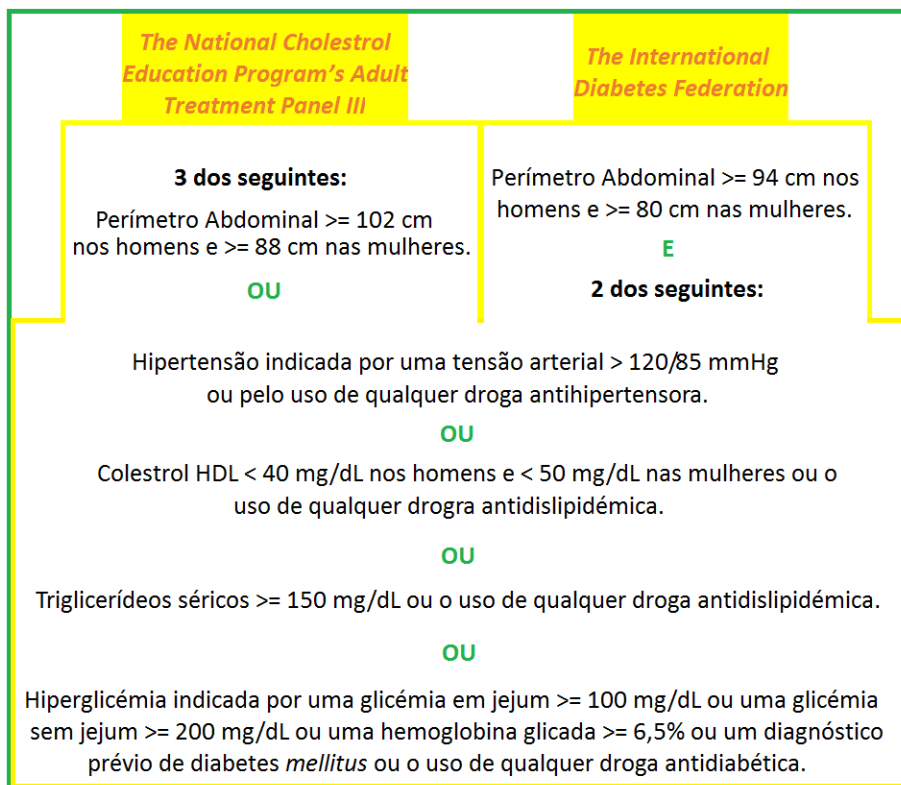 The National Cholestrol
Education Program's Adult
Treatment Panel III
The International
Diabetes Federation
3 dos seguintes:
Perímetro Abdominal >= 102 cm
nos homens e >= 88 cm nas mulheres.
OU
Perímetro Abdominal >= 94 cm nos
homens e >= 80 cm nas mulheres.
E
2 dos seguintes:
Hipertensão indicada por uma tensão arterial > 120/85 mmHg
ou pelo uso de qualquer droga antihipertensora.
OU
Colestrol HDL < 40 mg/dL nos homens e < 50 mg/dL nas mulheres ou o
uso de qualquer drogra antidislipidémica.
OU
Triglicerídeos séricos >= 150 mg/dL ou o uso de qualquer droga antidislipidémica.
OU
Hiperglicémia indicada por uma glicémia em jejum >= 100 mg/dL ou uma glicémia
sem jejum >= 200 mg/dL ou uma hemoglobina glicada >= 6,5% ou um diagnóstico
prévio de diabetes mellitus ou o uso de qualquer droga antidiabética.